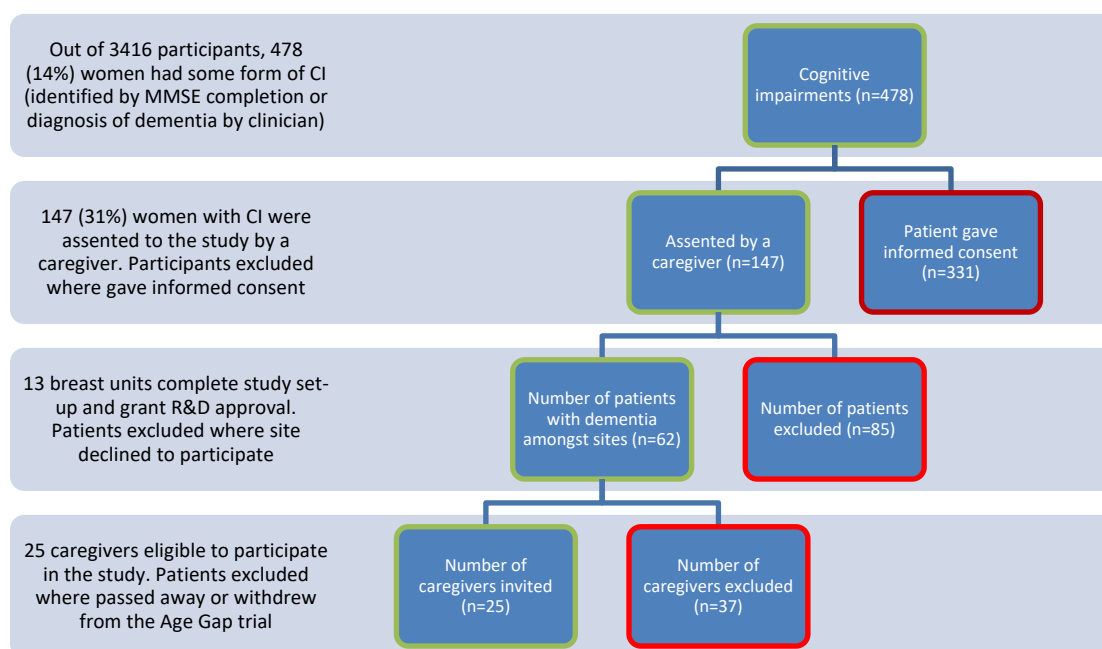 Out of 3416 participants, 478
(14%) women had some form of CI
(identified by MMSE completion or
diagnosis of dementia by clinician)
Cognitive
impairments (n=478)
147 (31%) women with CI were
assented to the study by a
caregiver. Participants excluded
where gave informed consent
Assented by a
caregiver (n=147)
Patient gave
informed consent
(n=331)
13 breast units complete study set-
up and grant R&D approval.
Patients excluded where site
declined to participate
Number of patients
with dementia
amongst sites (n=62)
Number of patients
excluded (n=85)
25 caregivers eligible to participate
in the study. Patients excluded
where passed away or withdrew
from the Age Gap trial
Number of
caregivers invited
(n=25)
Number of
caregivers excluded
(n=37)